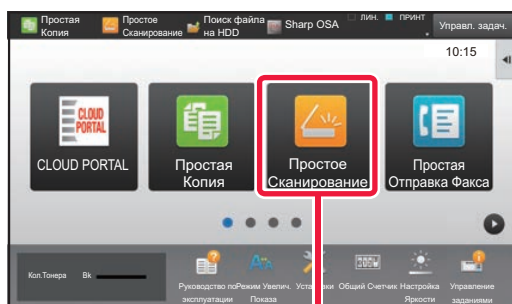 Простая
Копия
Простое
Сканирование
Поиск файла
на HDD
Sharp OSA
ЛИН.
ПРИНТ
Управл. задач.
10:15
CLOUD
PORTAL
CLOUD PORTAL
Простая
Копия
Простое
Сканирование
Простая
Отправка Факса
Кол.Тонера Bk
Руководство по
эксплуатации
Режим Увелич.
Показа
Установки
Общий Счетчик
Настройка
Яркости
Управление
заданиями